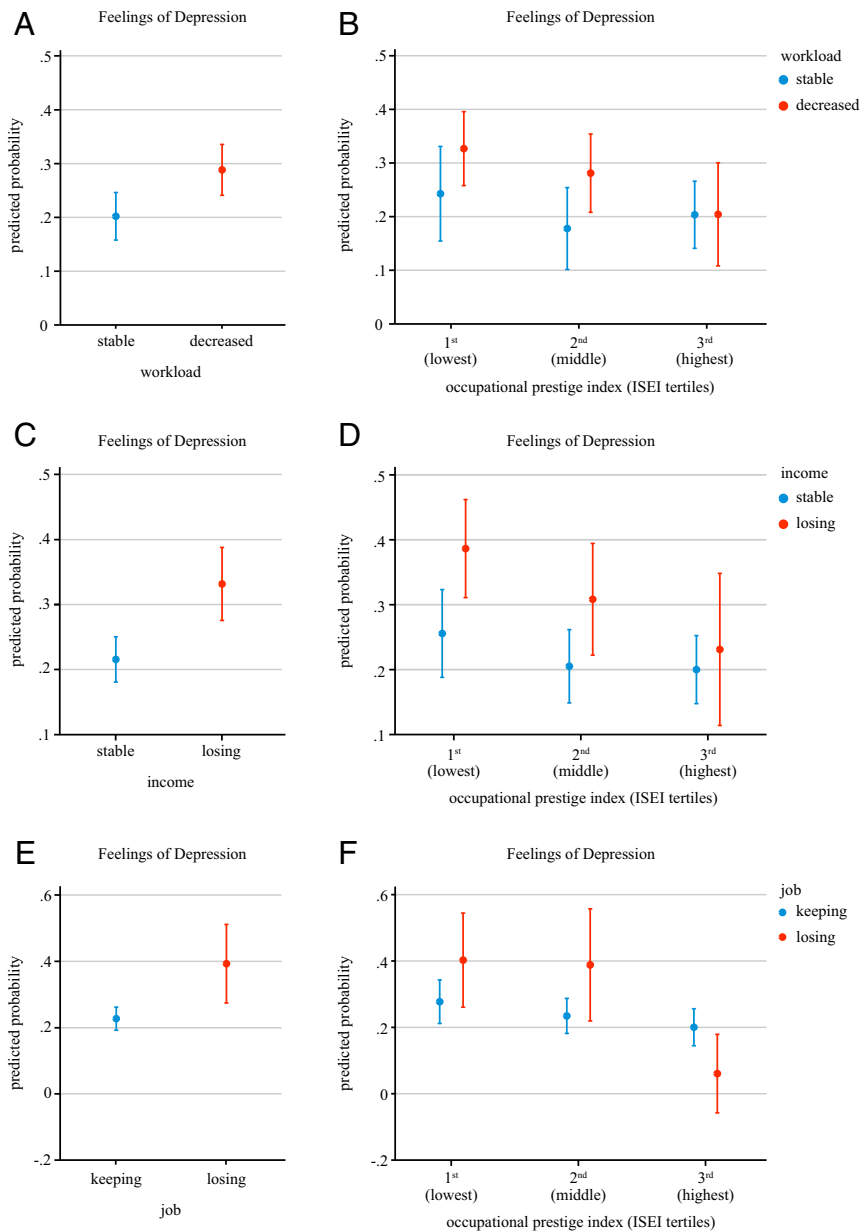 A
Feelings of Depression
.5
.4
.3
.2
.1
0
predicted probability
stable decreased
workload
B
Feelings of Depression
.5
.4
.3
.2
.1
0
predicted probability
1st 2nd 3rd
(lowest) (middle) (highest)
occupational prestige index (ISEI tertiles)
workload
stable
decreased
C
Feelings of Depression
.5
.4
.3
.2
.1
predicted probability
stable losing
income
D
Feelings of Depression
.5
.4
.3
.2
.1
predicted probability
1st 2nd 3rd
(lowest) (middle) (highest)
occupational prestige index (ISEI tertiles)
income
stable
losing
E
Feelings of Depression
.6
.4
.2
0
-.2
predicted probability
keeping losing
job
F
Feelings of Depression
.6
.4
.2
0
-.2
predicted probability
1st 2nd 3rd
(lowest) (middle) (highest)
occupational prestige index (ISEI tertiles)
job
keeping
losing